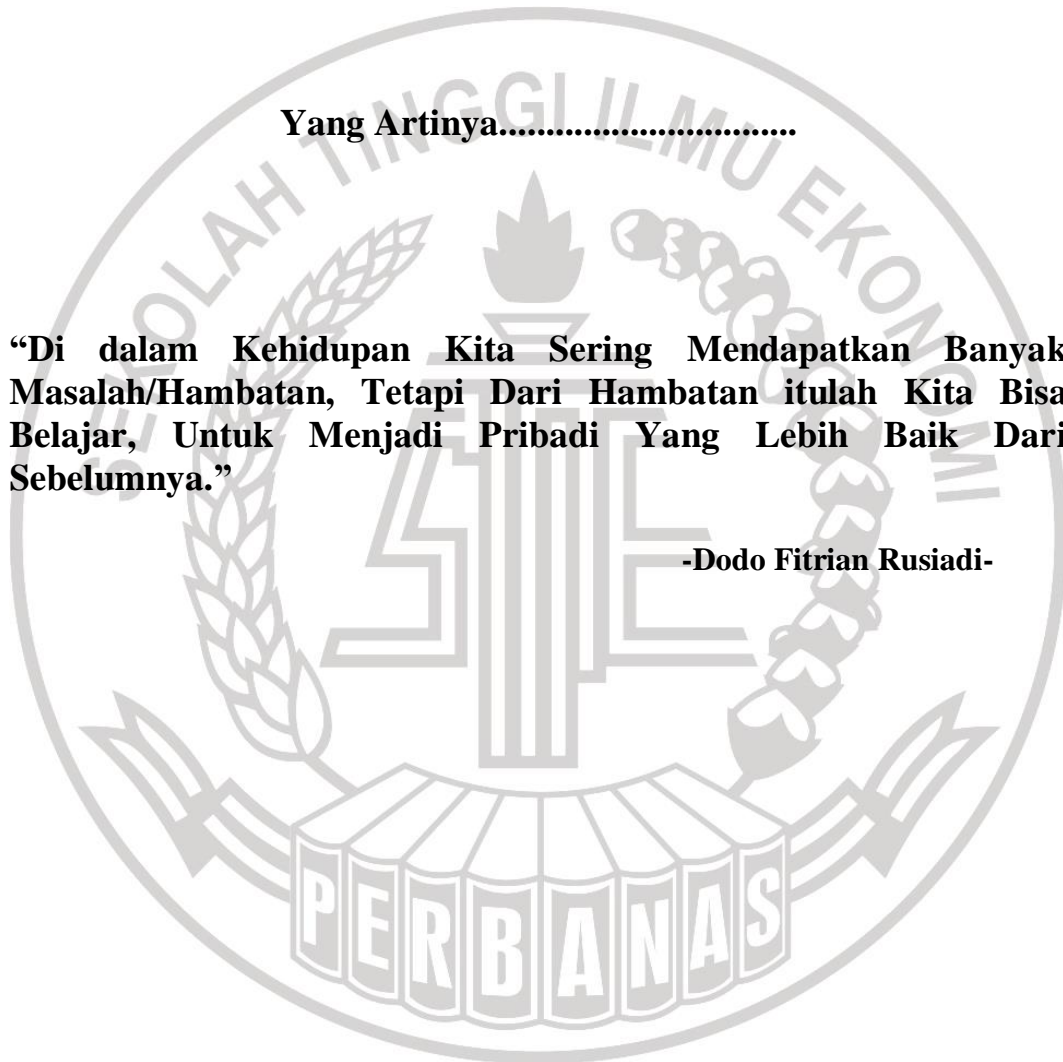 Yang Artinya................................
“Di dalam Kehidupan Kita Sering Mendapatkan Banyak
Masalah/Hambatan, Tetapi Dari Hambatan itulah Kita Bisa
Belajar, Untuk Menjadi Pribadi Yang Lebih Baik Dari
Sebelumnya.”
-Dodo Fitrian Rusiadi-
SEKOLAH TINGGI ILMU EKONOMI
PERBANAS